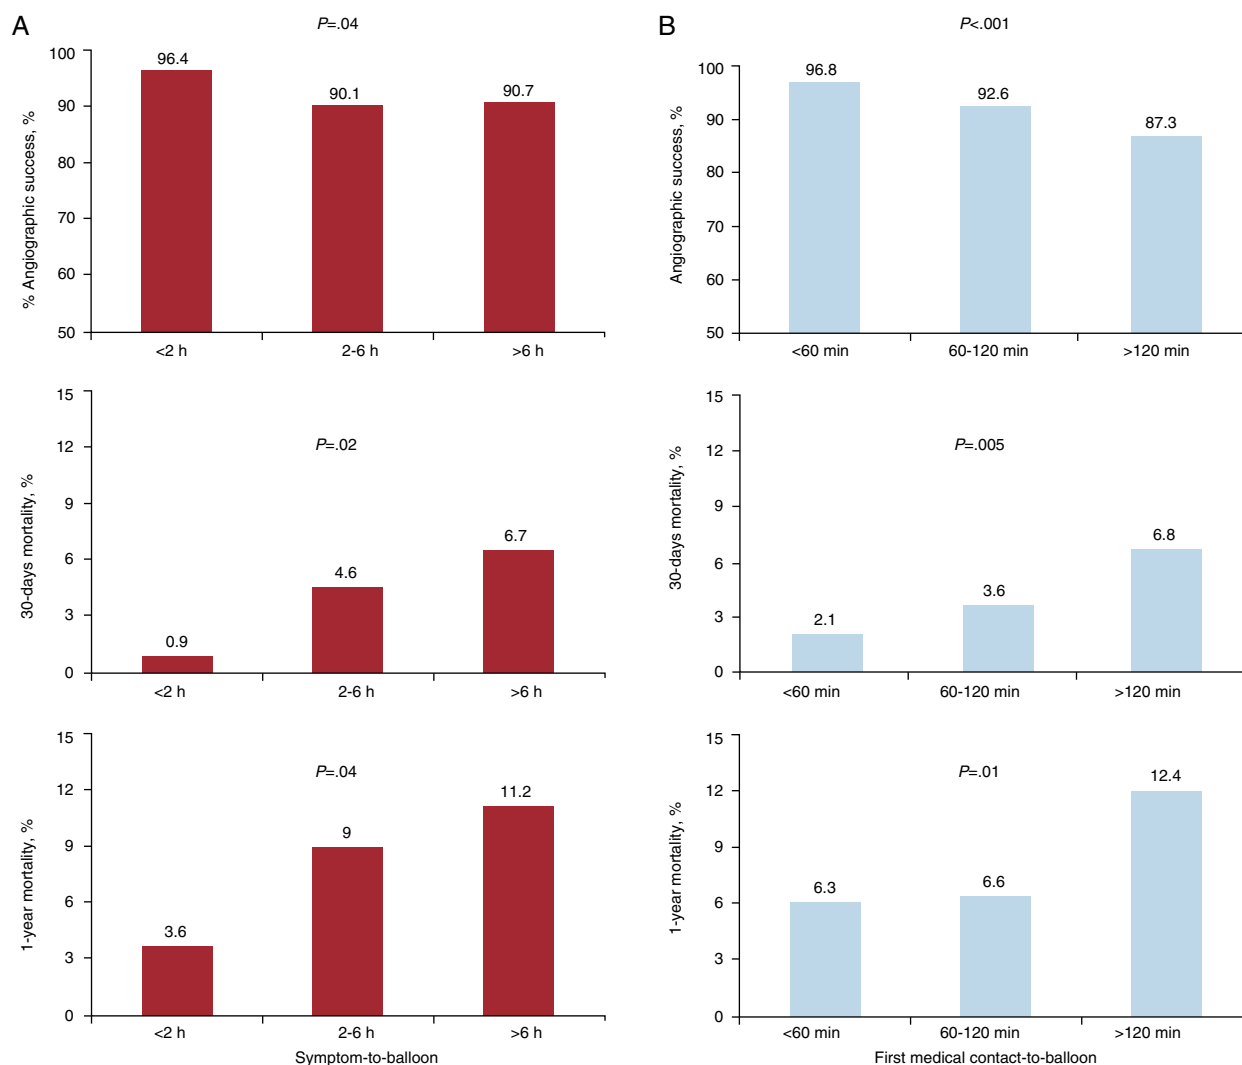 A
P=.04
% Angiographic success, %
100
90
80
70
60
50
96.4
90.1
90.7
<2 h
2-6 h
>6 h
30-days mortality, %
15
12
9
6
3
0
P=.02
0.9
4.6
6.7
<2 h
2-6 h
>6 h
1-year mortality, %
15
12
9
6
3
0
P=.04
3.6
9
11.2
<2 h
2-6 h
>6 h
Symptom-to-balloon
B
P<.001
Angiographic success, %
100
90
80
70
60
50
96.8
92.6
87.3
<60 min
60-120 min
>120 min
30-days mortality, %
15
12
9
6
3
0
P=.005
2.1
3.6
6.8
<60 min
60-120 min
>120 min
1-year mortality, %
15
12
9
6
3
0
P=.01
6.3
6.6
12.4
<60 min
60-120 min
>120 min
First medical contact-to-balloon